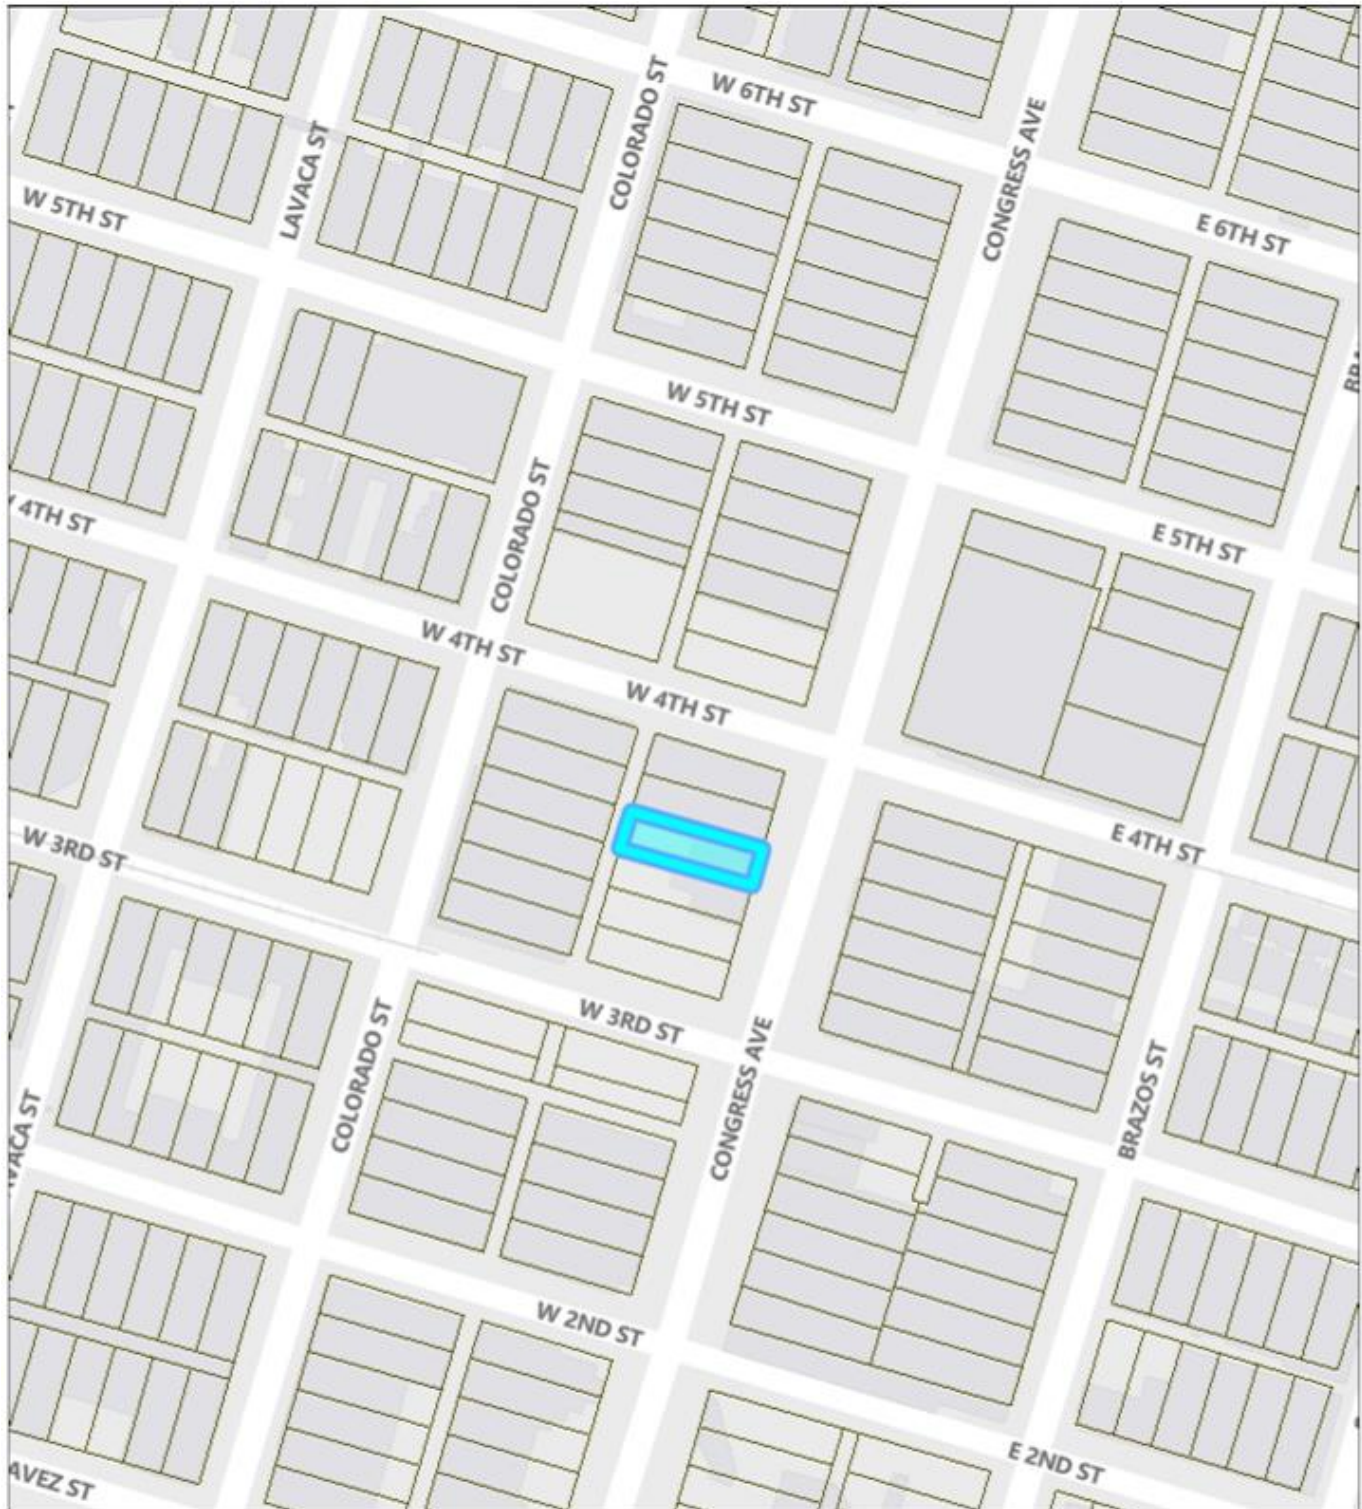 COLORADO ST
W 6TH ST
CONGRESS AVE
LAVACA ST
W 5TH ST
E 6TH ST
W 5TH ST
COLORADO ST
4TH ST
E 5TH ST
W 4TH ST
W 4TH ST
E 4TH ST
W 3RD ST
W 3RD ST
COLORADO ST
CONGRESS AVE
BRAZOS ST
VACA ST
W 2ND ST
E 2ND ST
AVEZ ST